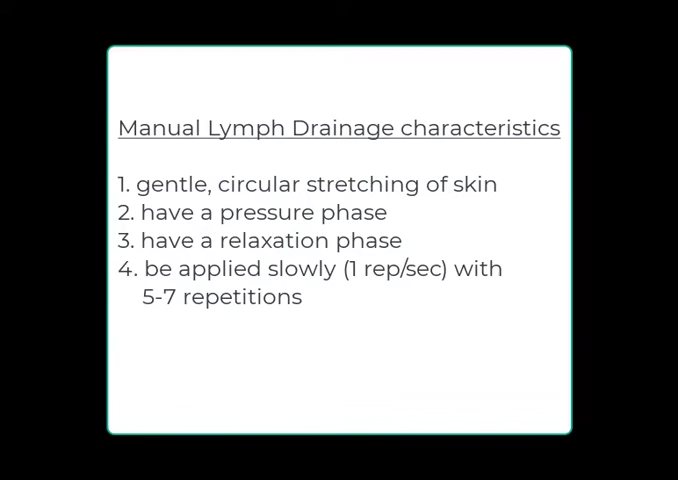 Manual Lymph Drainage characteristics
1. gentle, circular stretching of skin
2. have a pressure phase
3. have a relaxation phase
4. be applied slowly (1 rep/sec) with
5-7 repetitions